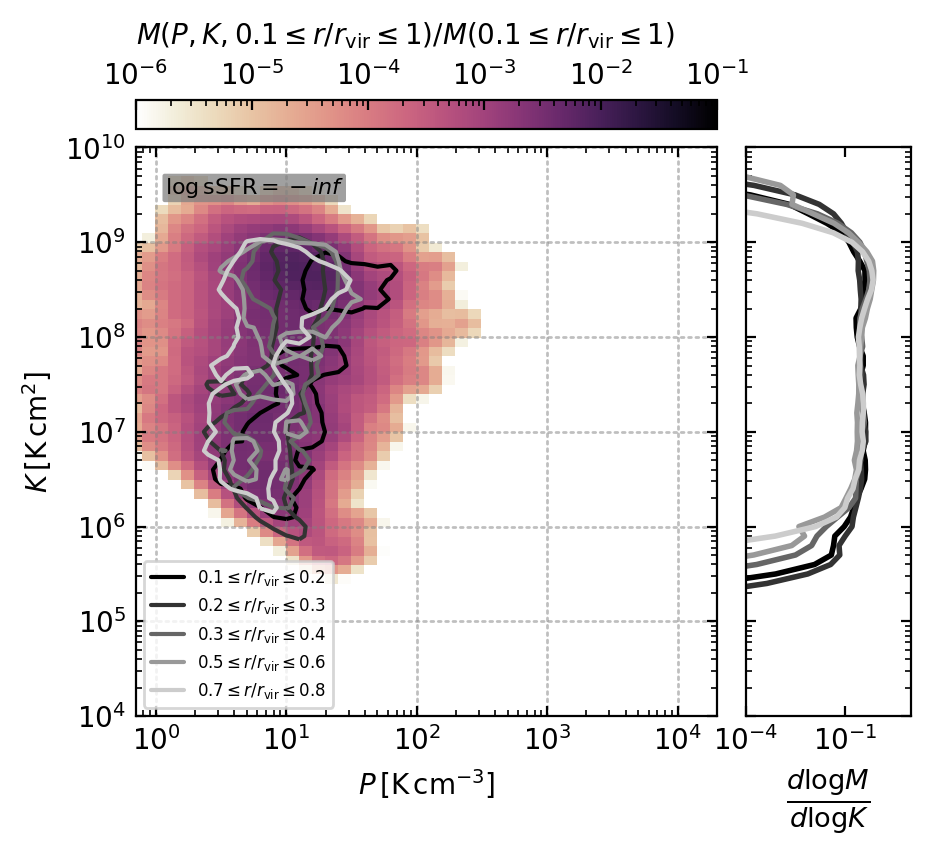 M(P, K, 0.1 ≤ r/r_vir ≤ 1)/M(0.1 ≤ r/r_vir ≤ 1)
10^−6 10^−5 10^−4 10^−3 10^−2 10^−1
10^10
log sSFR = −inf
10^9
10^8
10^7
10^6
10^5
10^4
K [K cm^2]
0.1 ≤ r/r_vir ≤ 0.2
0.2 ≤ r/r_vir ≤ 0.3
0.3 ≤ r/r_vir ≤ 0.4
0.5 ≤ r/r_vir ≤ 0.6
0.7 ≤ r/r_vir ≤ 0.8
10^0 10^1 10^2 10^3 10^4 10^−4 10^−1
P [K cm^−3]
dlogM
dlogK